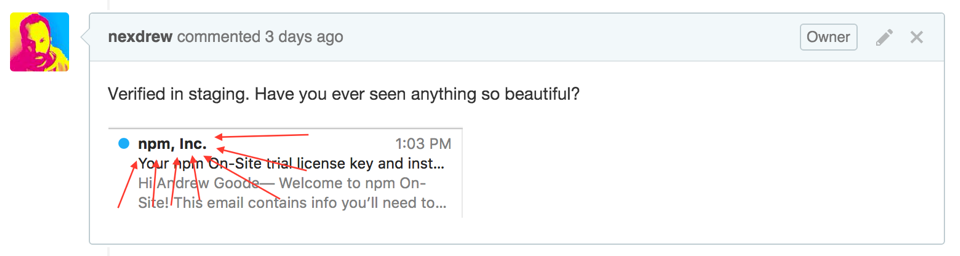 nexdrew commented 3 days ago Owner
Verified in staging. Have you ever seen anything so beautiful?
npm, Inc. 1:03 PM
Your npm On-Site trial license key and inst...
Hi Andrew Goode— Welcome to npm On-
Site! This email contains info you’ll need to...